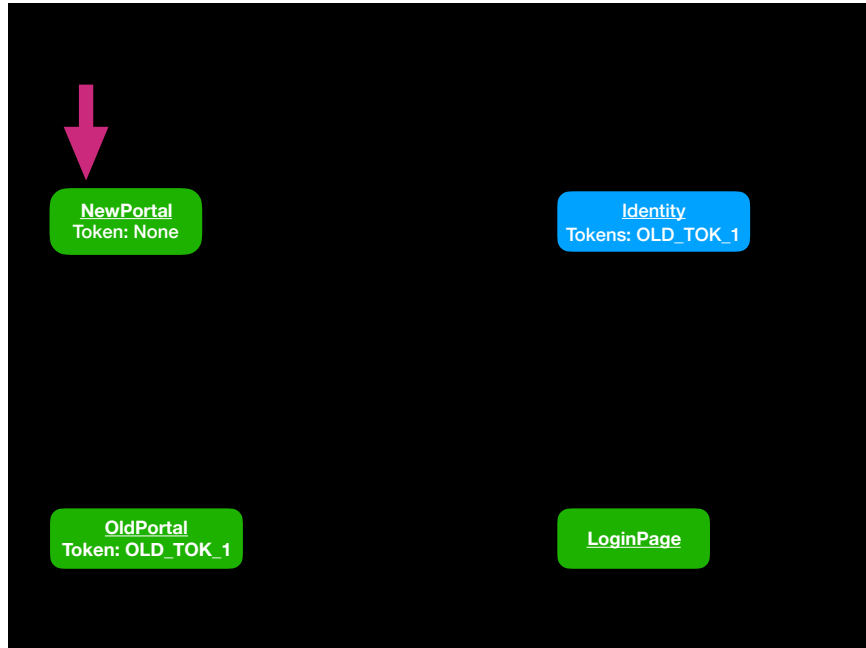 NewPortal
Token: None
Identity
Tokens: OLD_TOK_1
OldPortal
Token: OLD_TOK_1
LoginPage